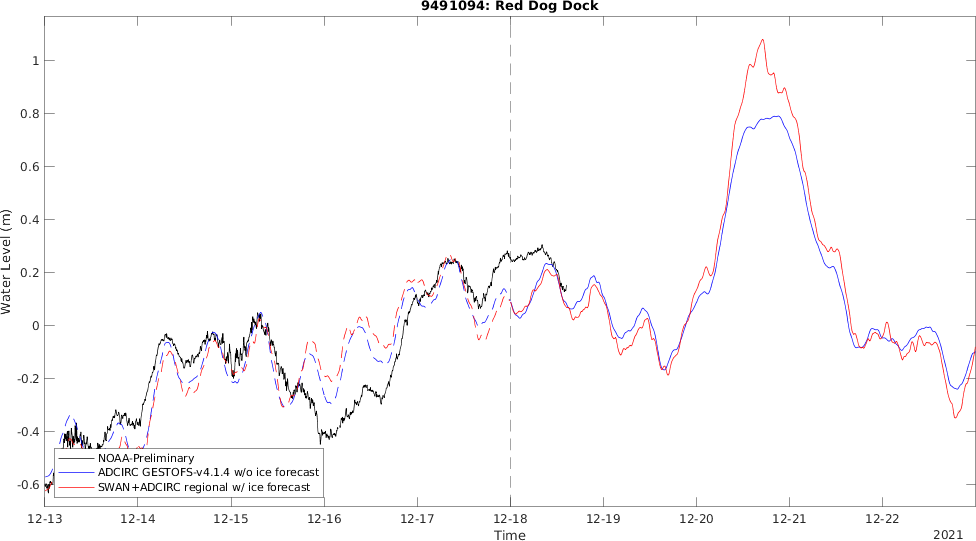 9491094: Red Dog Dock
Water Level (m)
1
0.8
0.6
0.4
0.2
0
-0.2
-0.4
-0.6
NOAA-Preliminary
ADCIRC GESTOFS-v4.1.4 w/o ice forecast
SWAN+ADCIRC regional w/ ice forecast
12-13 12-14 12-15 12-16 12-17 12-18 12-19 12-20 12-21 12-22
Time
2021